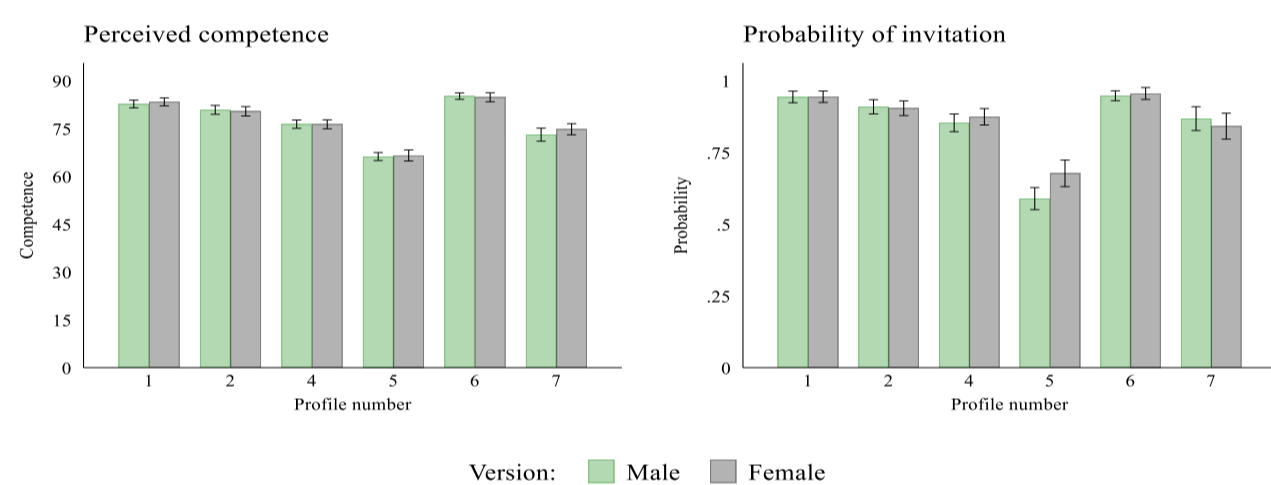 Perceived competence
90
75
60
45
30
15
0
Competence
1 2 4 5 6 7
Profile number
Probability of invitation
1
.75
.5
.25
0
Probability
1 2 4 5 6 7
Profile number
Version: Male Female